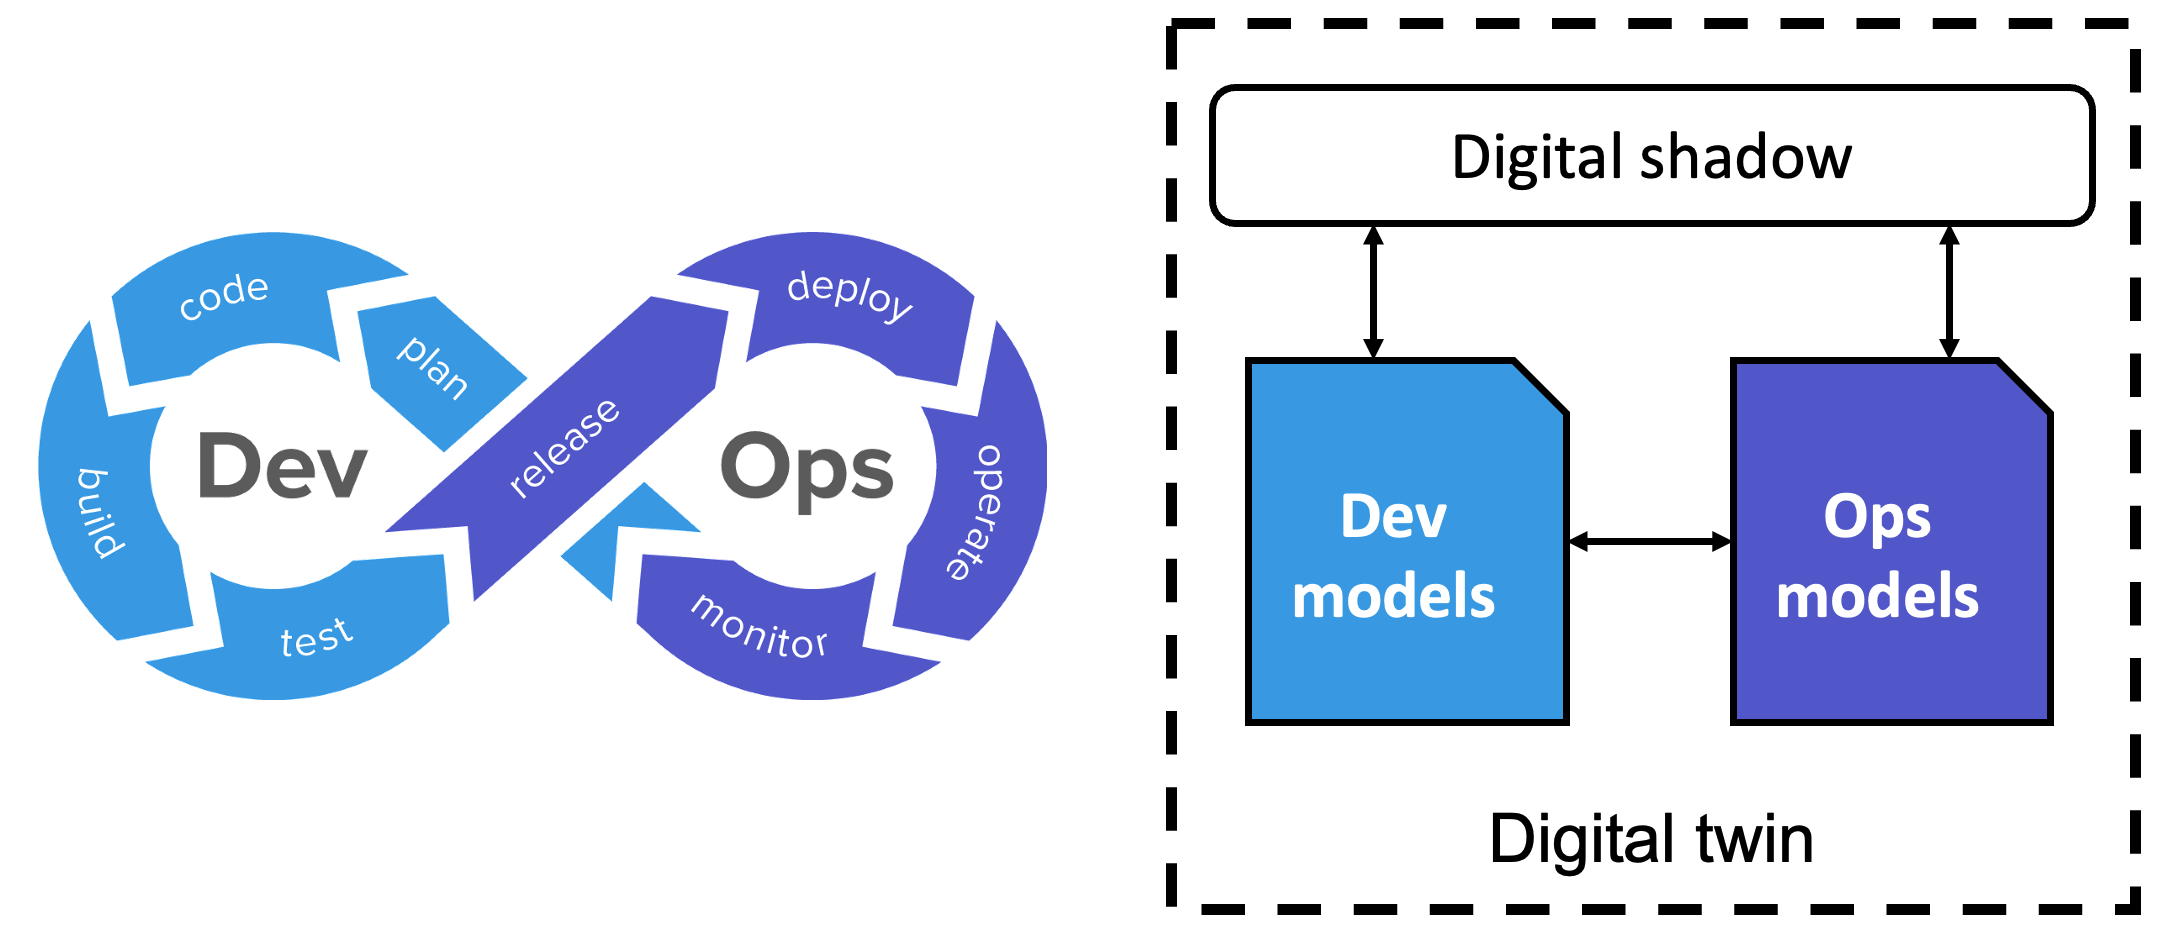 code
plan
build
Dev
test
release
deploy
Ops
operate
monitor
Digital shadow
Dev
models
Ops
models
Digital twin